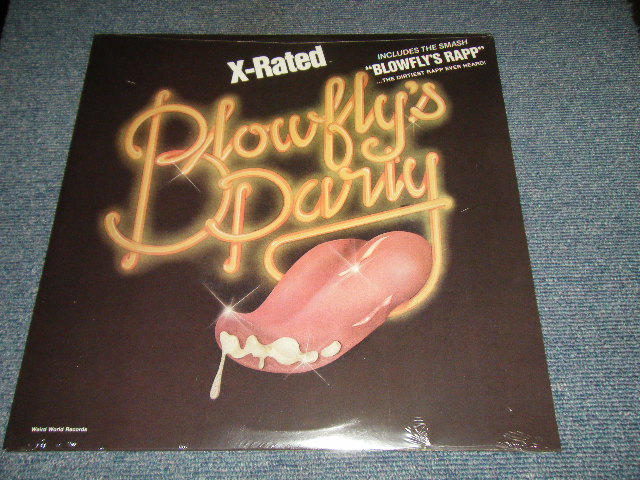 X-Rated
INCLUDES THE SMASH
"BLOWFLY'S RAPP"
...THE DIRTIEST RAPP EVER HEARD!
Blowfly's
Party
Weird World Records